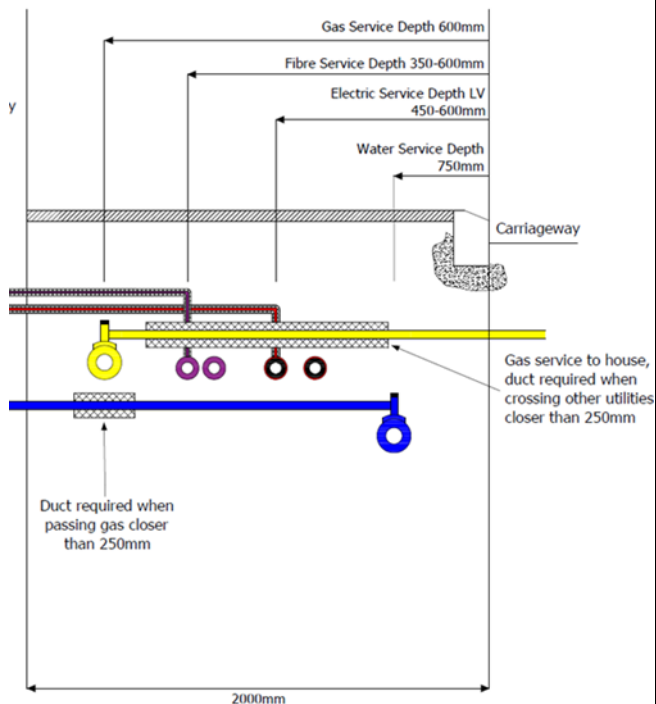 Gas Service Depth 600mm
Fibre Service Depth 350-600mm
Electric Service Depth LV
450-600mm
y
Water Service Depth
750mm
Carriageway
Gas service to house,
duct required when
crossing other utilities
closer than 250mm
Duct required when
passing gas closer
than 250mm
2000mm